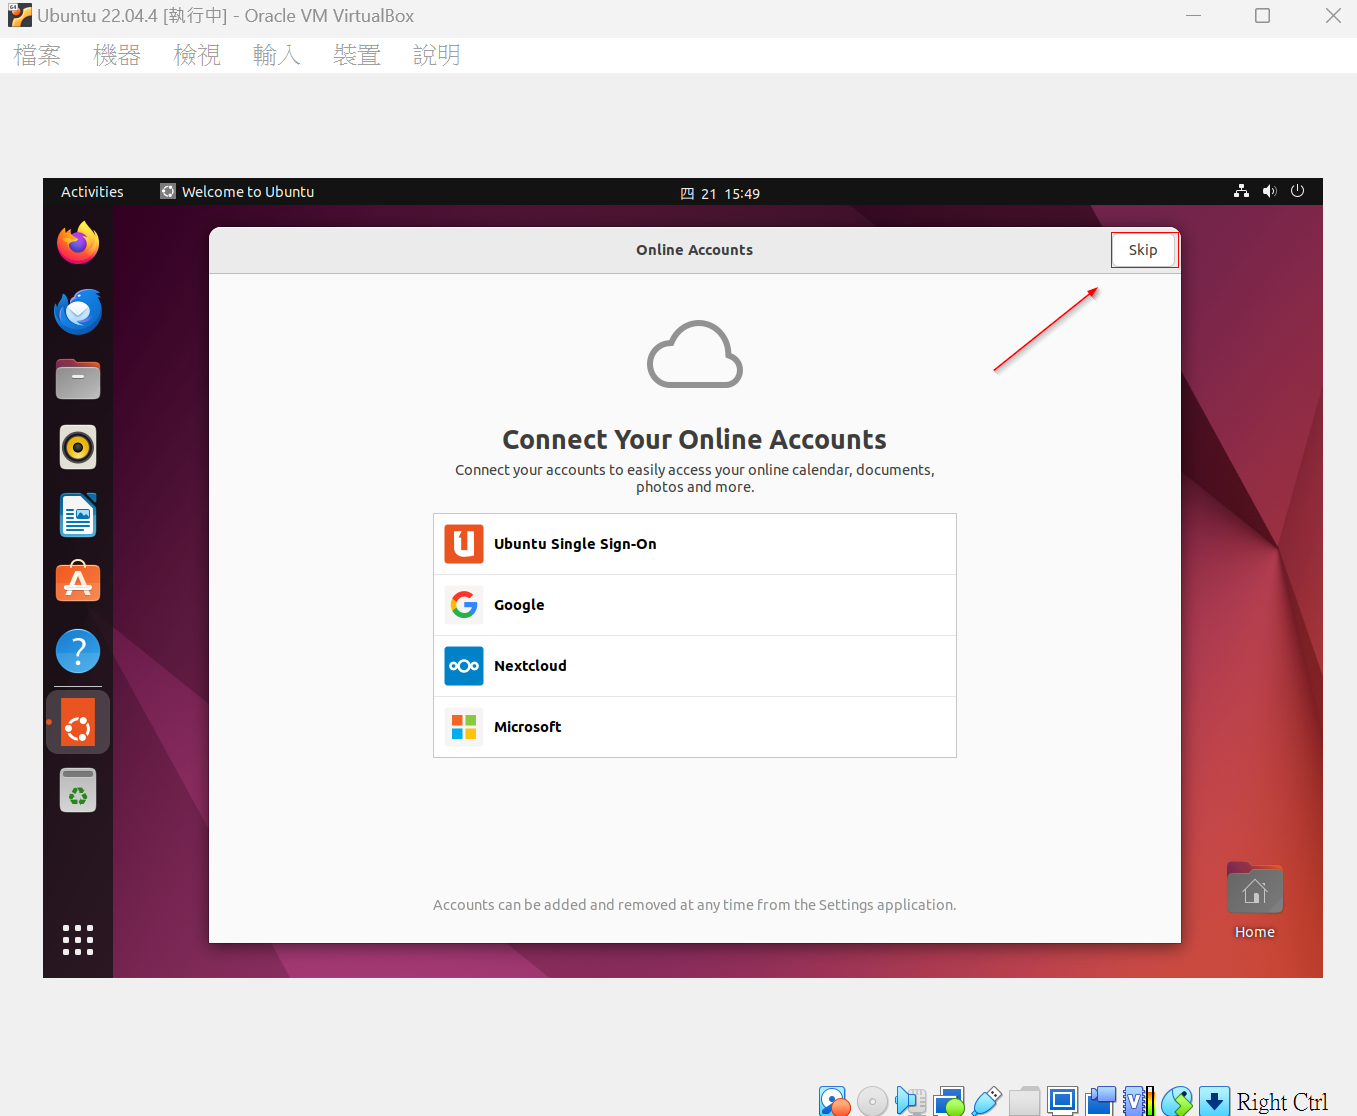 Ubuntu 22.04.4 [執行中] - Oracle VM VirtualBox
檔案 機器 檢視 輸入 裝置 說明
Activities Welcome to Ubuntu 四 21 15:49
Online Accounts Skip
Connect Your Online Accounts
Connect your accounts to easily access your online calendar, documents,
photos and more.
Ubuntu Single Sign-On
Google
Nextcloud
Microsoft
Accounts can be added and removed at any time from the Settings application.
Home
Right Ctrl